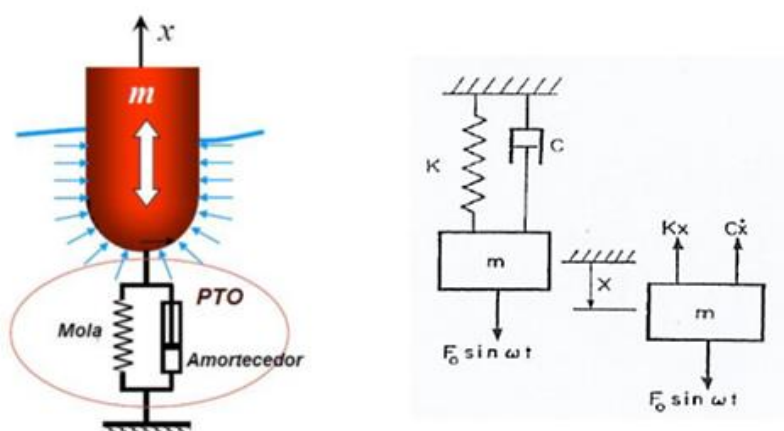 x
m
PTO
Mola
Amortecedor
K
C
m
F₀ sin ωt
Kx
Cẋ
X
m
F₀ sin ωt